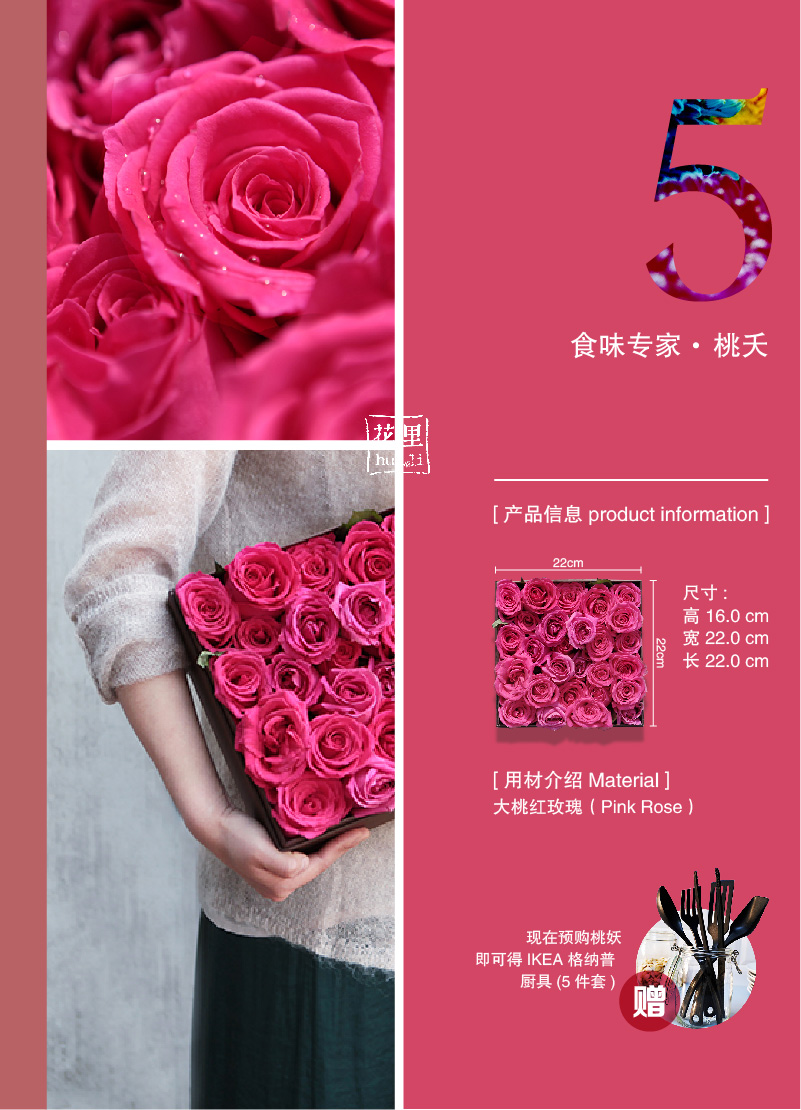 5
食味专家·桃夭
花里
hua li
[ 产品信息 product information ]
22cm
22cm
尺寸：
高 16.0 cm
宽 22.0 cm
长 22.0 cm
[ 用材介绍 Material ]
大桃红玫瑰 ( Pink Rose )
现在预购桃妖
即可得 IKEA 格纳普
厨具 (5 件套 )
赠